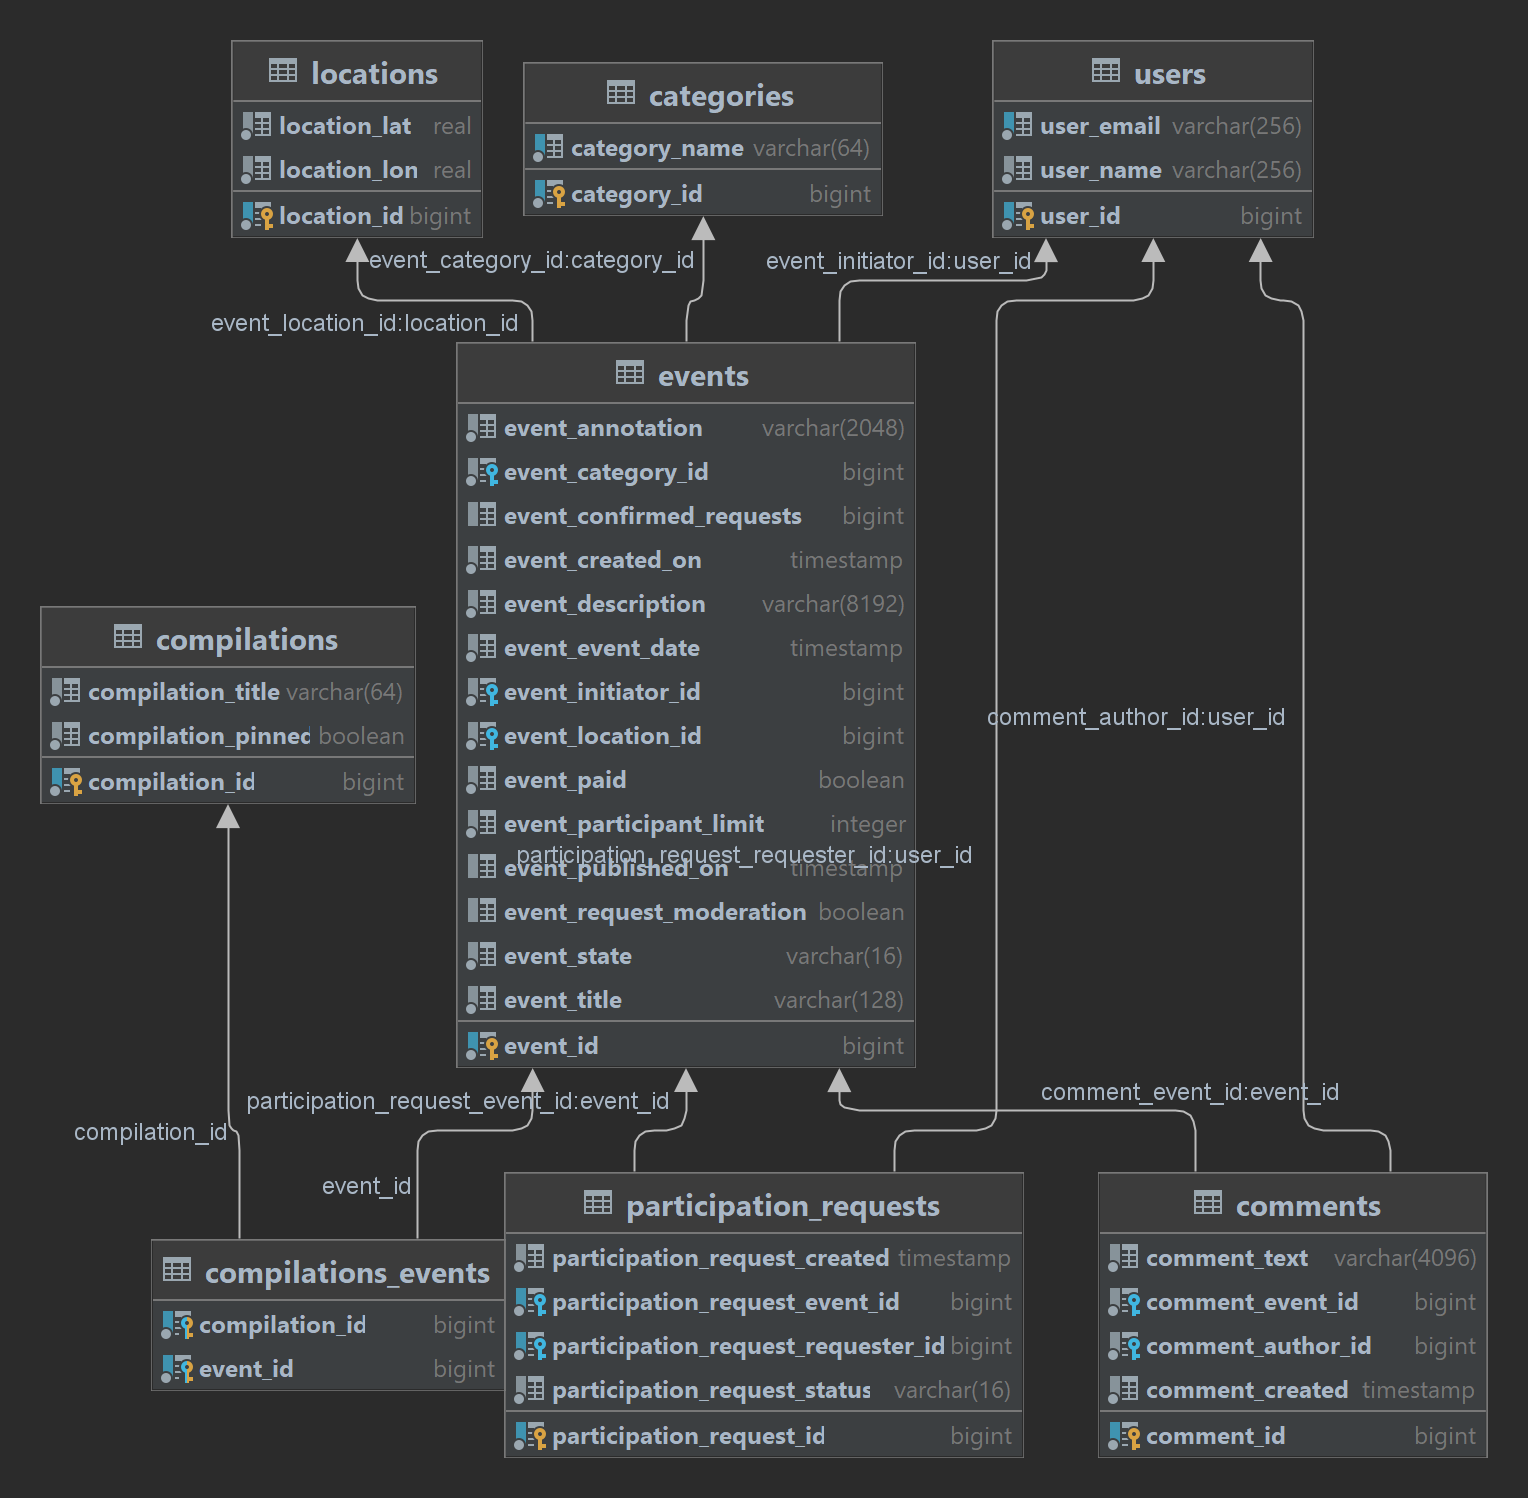 locations
location_lat real
location_lon real
location_id bigint
categories
category_name varchar(64)
category_id bigint
users
user_email varchar(256)
user_name varchar(256)
user_id bigint
event_category_id:category_id
event_initiator_id:user_id
event_location_id:location_id
events
event_annotation varchar(2048)
event_category_id bigint
event_confirmed_requests bigint
event_created_on timestamp
event_description varchar(8192)
event_event_date timestamp
event_initiator_id bigint
event_location_id bigint
event_paid boolean
event_participant_limit integer
participation_request_requester_id:user_id
event_published_on timestamp
event_request_moderation boolean
event_state varchar(16)
event_title varchar(128)
event_id bigint
compilations
compilation_title varchar(64)
compilation_pinned boolean
compilation_id bigint
comment_author_id:user_id
participation_request_event_id:event_id
comment_event_id:event_id
compilation_id
event_id
compilations_events
compilation_id bigint
event_id bigint
participation_requests
participation_request_created timestamp
participation_request_event_id bigint
participation_request_requester_id bigint
participation_request_status varchar(16)
participation_request_id bigint
comments
comment_text varchar(4096)
comment_event_id bigint
comment_author_id bigint
comment_created timestamp
comment_id bigint